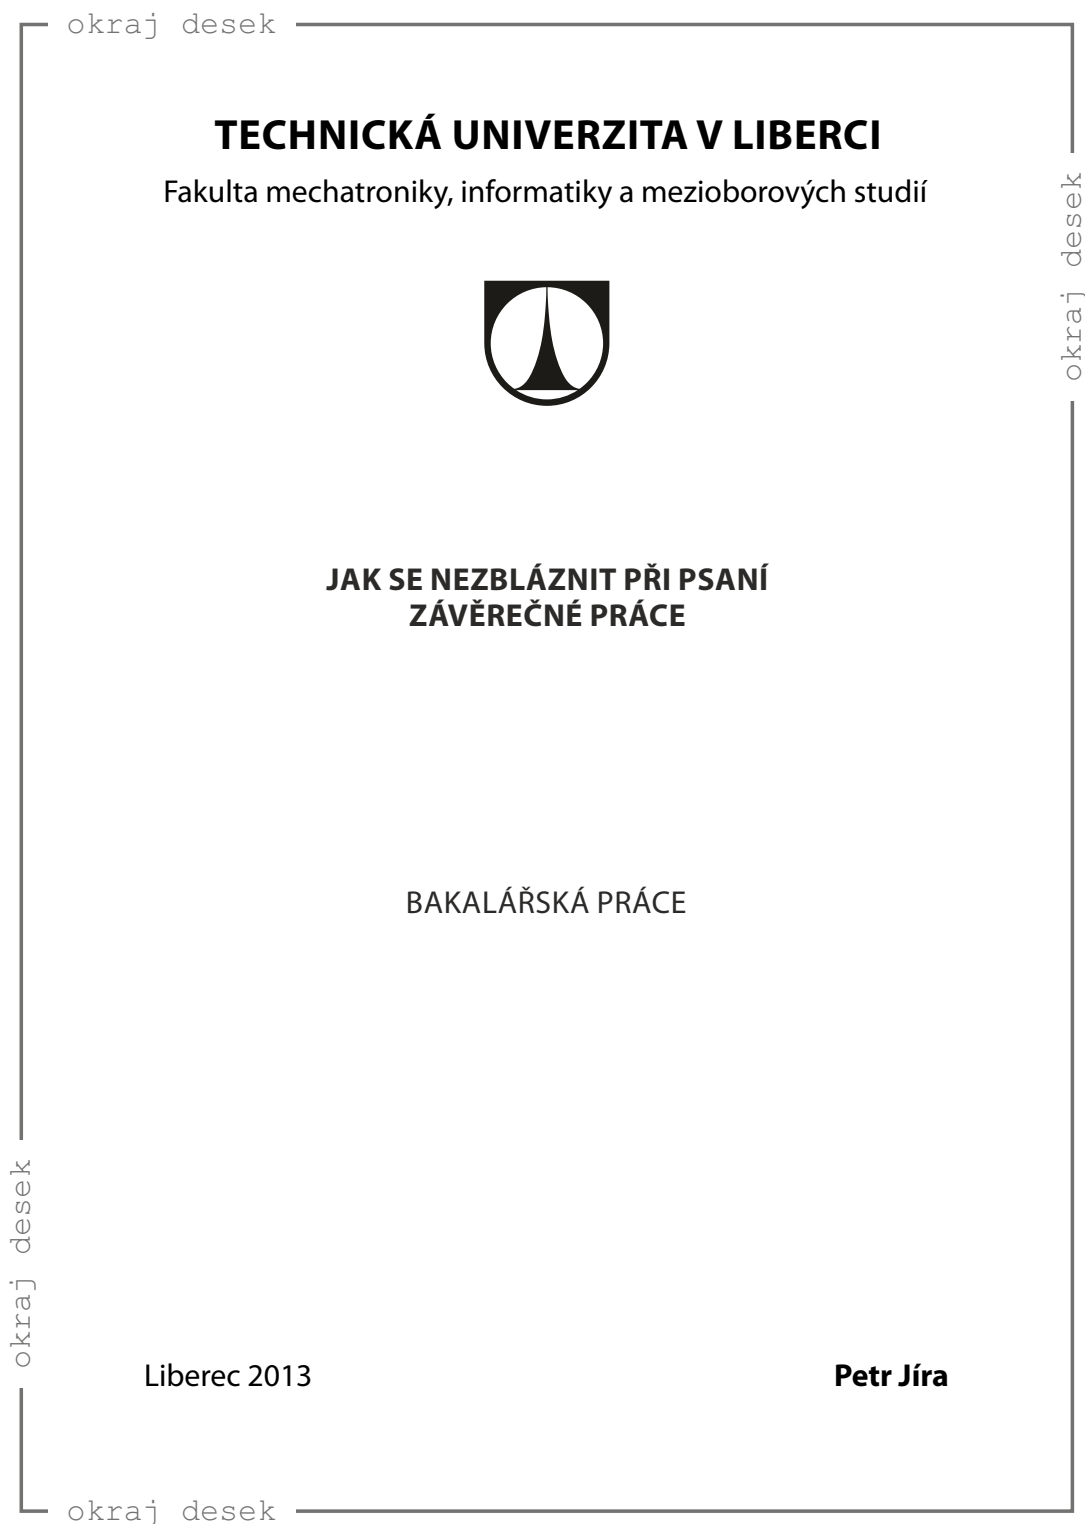 okraj desek
TECHNICKÁ UNIVERZITA V LIBERCI
Fakulta mechatroniky, informatiky a mezioborových studií
okraj desek
JAK SE NEZBLÁZNIT PŘI PSANÍ
ZÁVĚREČNÉ PRÁCE
BAKALÁŘSKÁ PRÁCE
okraj desek
Liberec 2013 Petr Jíra
okraj desek